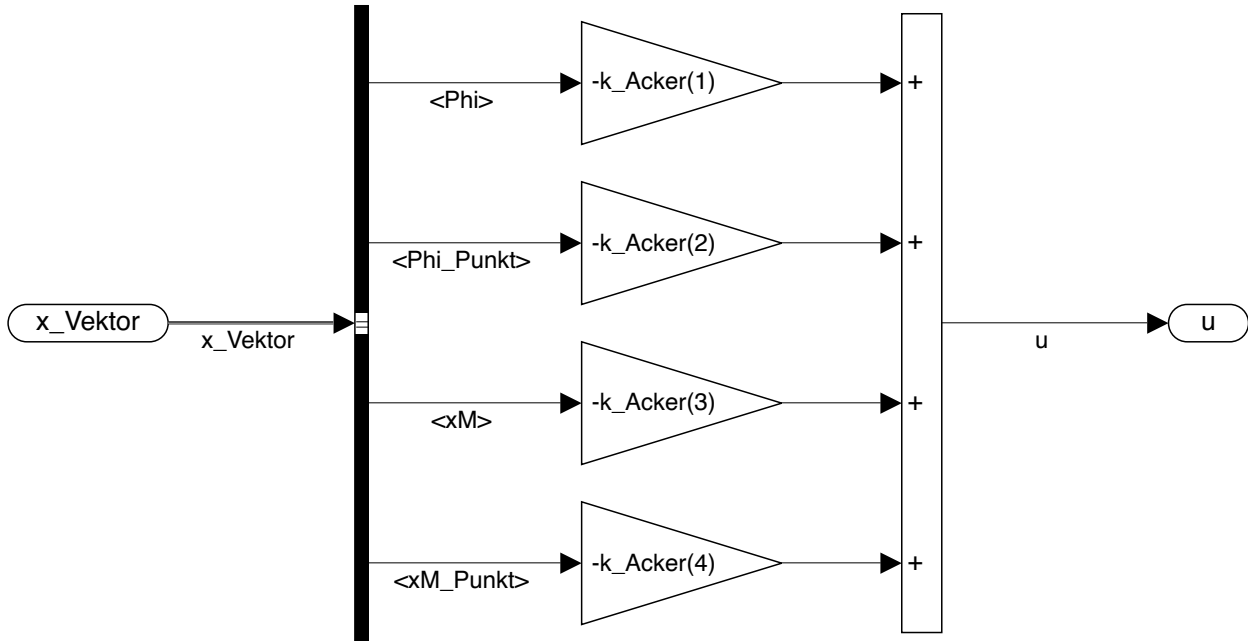 -k_Acker(1)
+
<Phi>
-k_Acker(2)
+
<Phi_Punkt>
x_Vektor
x_Vektor
u
u
-k_Acker(3)
+
<xM>
-k_Acker(4)
+
<xM_Punkt>